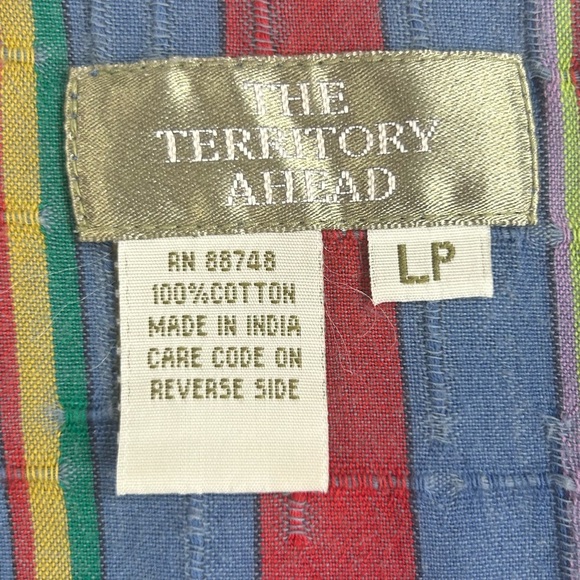 THE
TERRITORY
AHEAD
LP
RN 88748
100%COTTON
MADE IN INDIA
CARE CODE ON
REVERSE SIDE